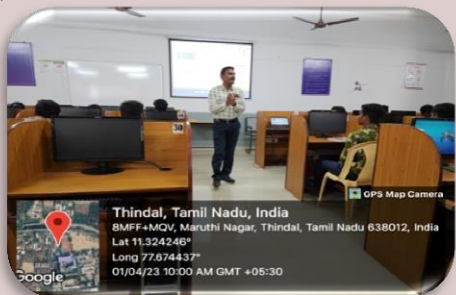 GPS Map Camera
Thindal, Tamil Nadu, India
8MFF+MQV, Maruthi Nagar, Thindal, Tamil Nadu 638012, India
Lat 11.324246°
Long 77.674437°
01/04/23 10:00 AM GMT +05:30
Google